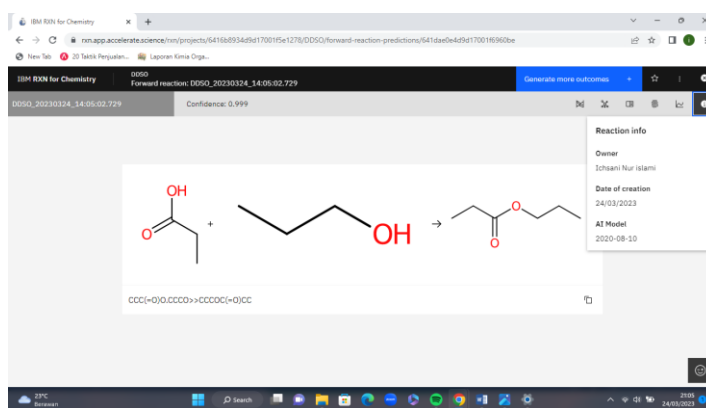 IBM RXN for Chemistry
rxn.app.accelerate.science/rxn/projects/6416b8934d9d17001f5e1278/DDSO/forward-reaction-predictions/641dae0e4d9d17001f6960be
New Tab 20 Taktik Penjualan... Laporan Kimia Orga...
IBM RXN for Chemistry
DDSO
Forward reaction: DDSO_20230324_14:05:02.729
Generate more outcomes +
DDSO_20230324_14:05:02.729
Confidence: 0.999
Reaction info
Owner
Ichsani Nur islami
Date of creation
24/03/2023
AI Model
2020-08-10
OH
O
+
OH
→
O
O
CCC(=O)O.CCCO>>CCCOC(=O)CC
23°C
Berawan
Search
21:05
24/03/2023